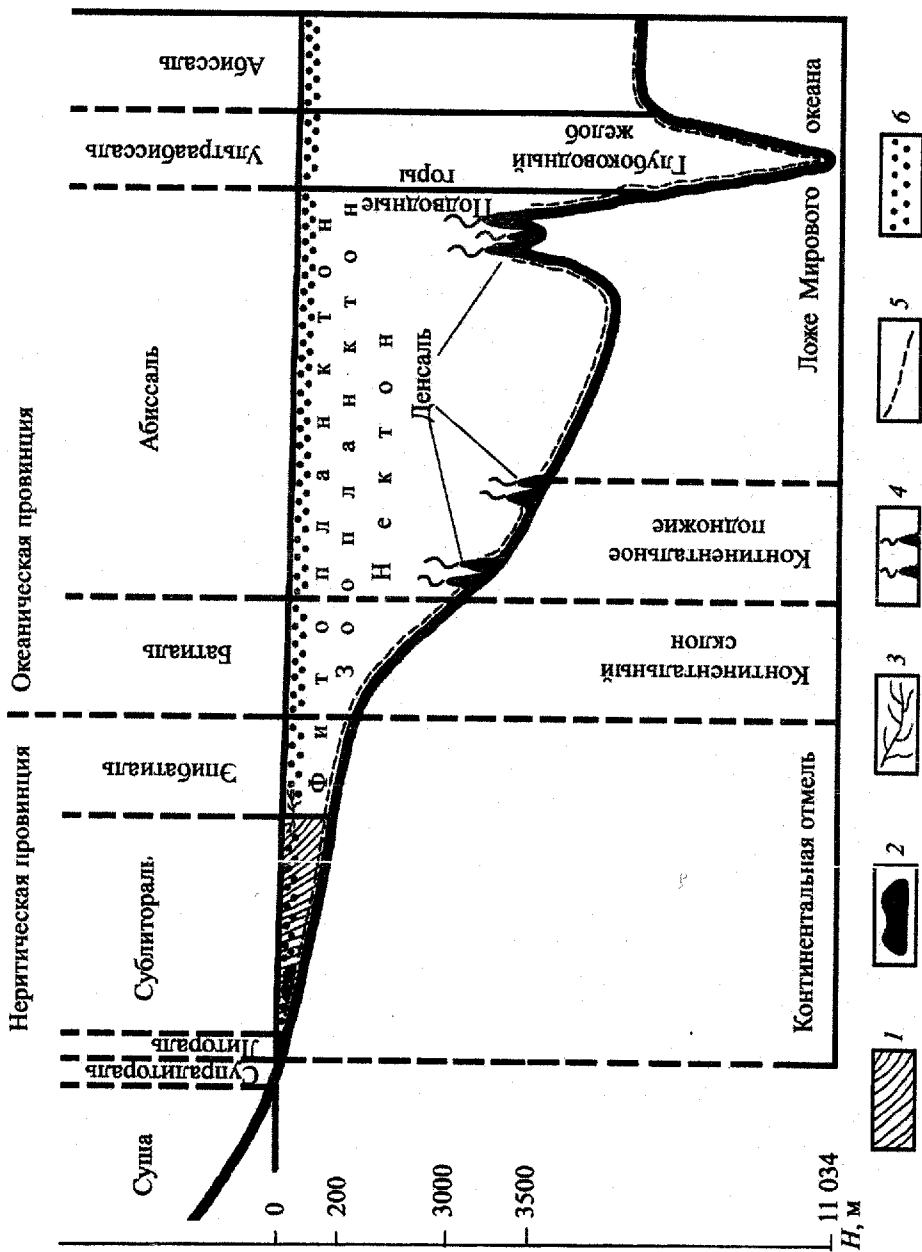 Неритическая провинция
Океаническая провинция
Суша
Супралитораль
Литораль
Сублитораль
Эпибатиаль
Батиаль
Абиссаль
Ультраабиссаль
Абиссаль
Фитопланктон
Зоопланктон
Нектон
Денсаль
Подводные
горы
Глубоководный
желоб
Континентальная отмель
Континентальный
склон
Континентальное
подножие
Ложе Мирового океана
0
200
3000
3500
11 034
H, м
1
2
3
4
5
6